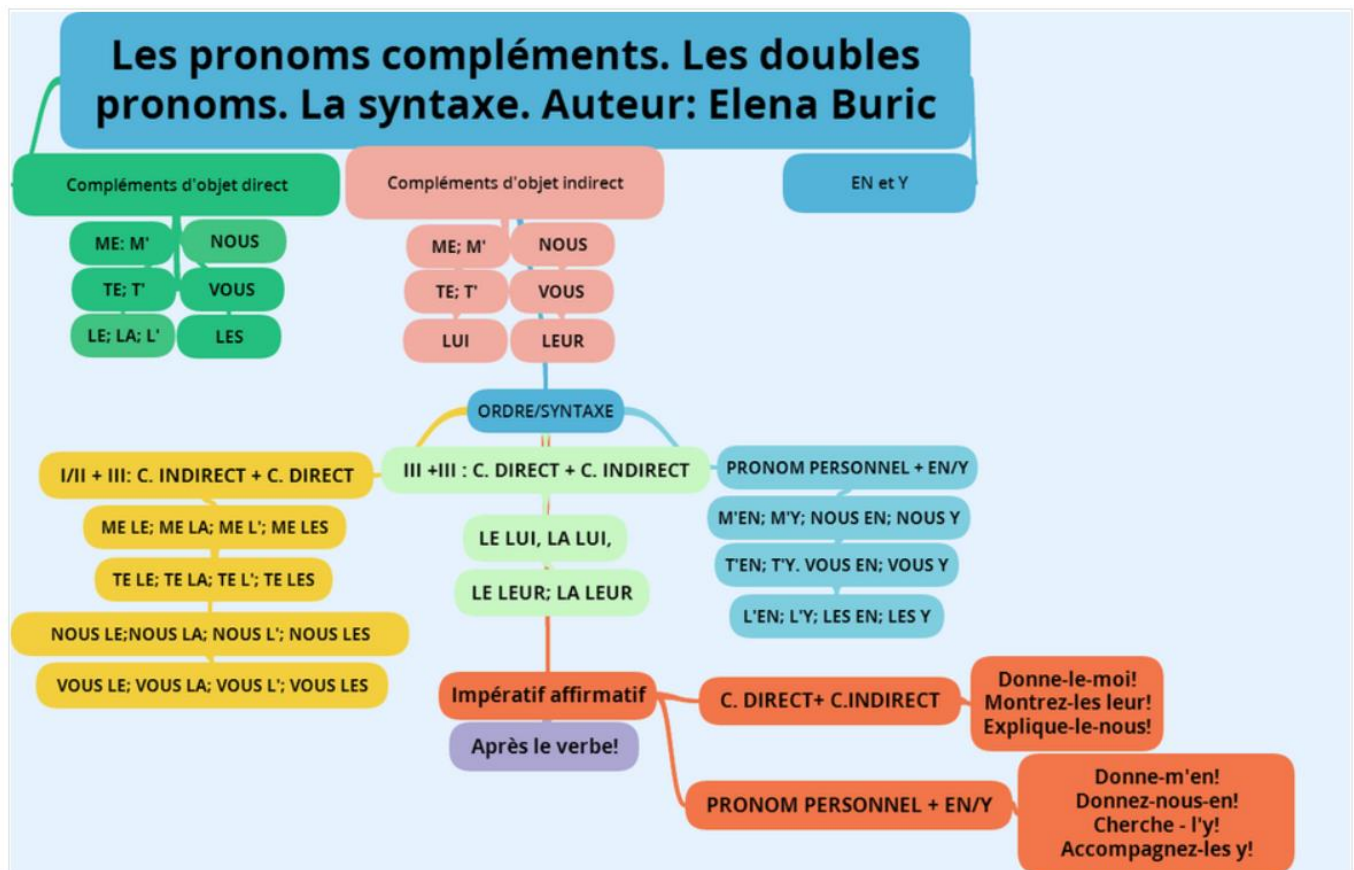 Les pronoms compléments. Les doubles
pronoms. La syntaxe. Auteur: Elena Buric
Compléments d'objet direct
ME: M'
NOUS
TE; T'
VOUS
LE; LA; L'
LES
Compléments d'objet indirect
ME; M'
NOUS
TE; T'
VOUS
LUI
LEUR
EN et Y
ORDRE/SYNTAXE
I/II + III: C. INDIRECT + C. DIRECT
ME LE; ME LA; ME L'; ME LES
TE LE; TE LA; TE L'; TE LES
NOUS LE;NOUS LA; NOUS L'; NOUS LES
VOUS LE; VOUS LA; VOUS L'; VOUS LES
III +III : C. DIRECT + C. INDIRECT
LE LUI, LA LUI,
LE LEUR; LA LEUR
PRONOM PERSONNEL + EN/Y
M'EN; M'Y; NOUS EN; NOUS Y
T'EN; T'Y. VOUS EN; VOUS Y
L'EN; L'Y; LES EN; LES Y
Impératif affirmatif
Après le verbe!
C. DIRECT+ C.INDIRECT
Donne-le-moi!
Montrez-les leur!
Explique-le-nous!
PRONOM PERSONNEL + EN/Y
Donne-m'en!
Donnez-nous-en!
Cherche - l'y!
Accompagnez-les y!